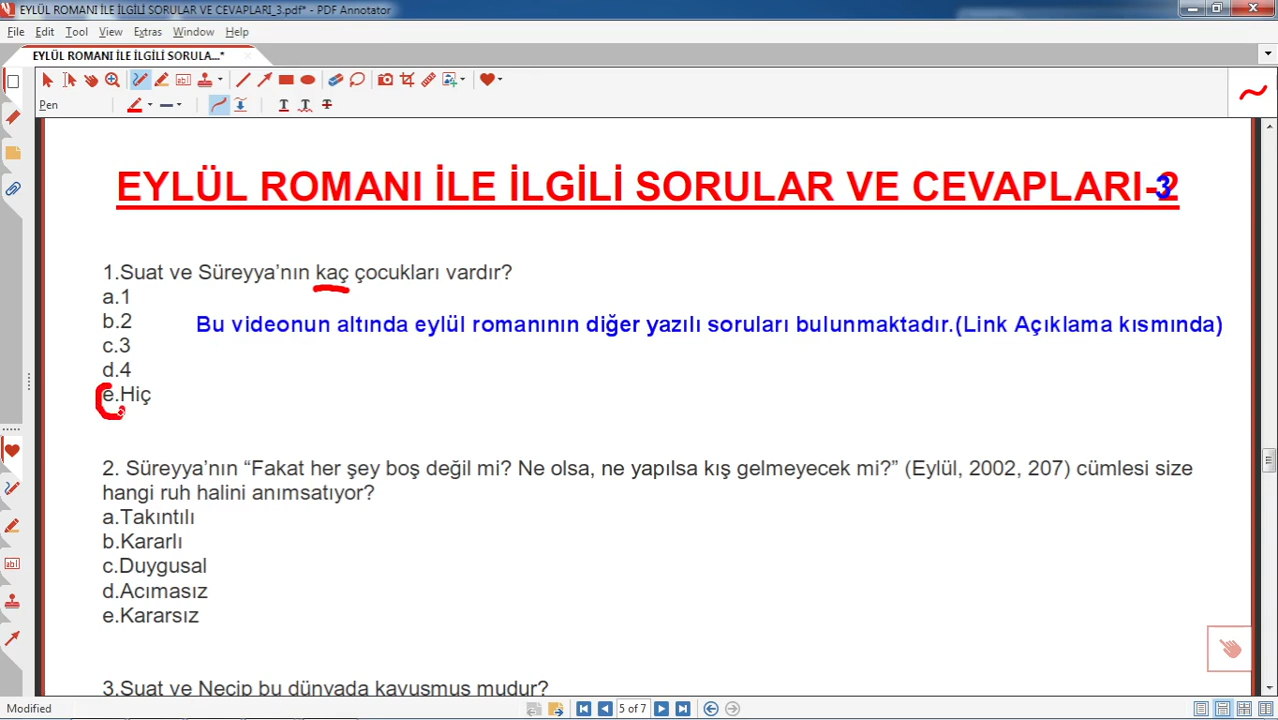 EYLÜL ROMANI İLE İLGİLİ SORULAR VE CEVAPLARI_3.pdf* - PDF Annotator
File Edit Tool View Extras Window Help
EYLÜL ROMANI İLE İLGİLİ SORULA...*
Pen
EYLÜL ROMANI İLE İLGİLİ SORULAR VE CEVAPLARI-3
1.Suat ve Süreyya’nın kaç çocukları vardır?
a.1
b.2
Bu videonun altında eylül romanının diğer yazılı soruları bulunmaktadır.(Link Açıklama kısmında)
c.3
d.4
e.Hiç
2. Süreyya’nın “Fakat her şey boş değil mi? Ne olsa, ne yapılsa kış gelmeyecek mi?” (Eylül, 2002, 207) cümlesi size
hangi ruh halini anımsatıyor?
a.Takıntılı
b.Kararlı
c.Duygusal
d.Acımasız
e.Kararsız
3.Suat ve Necip bu dünyada kavuşmuş mudur?
Modified 5 of 7